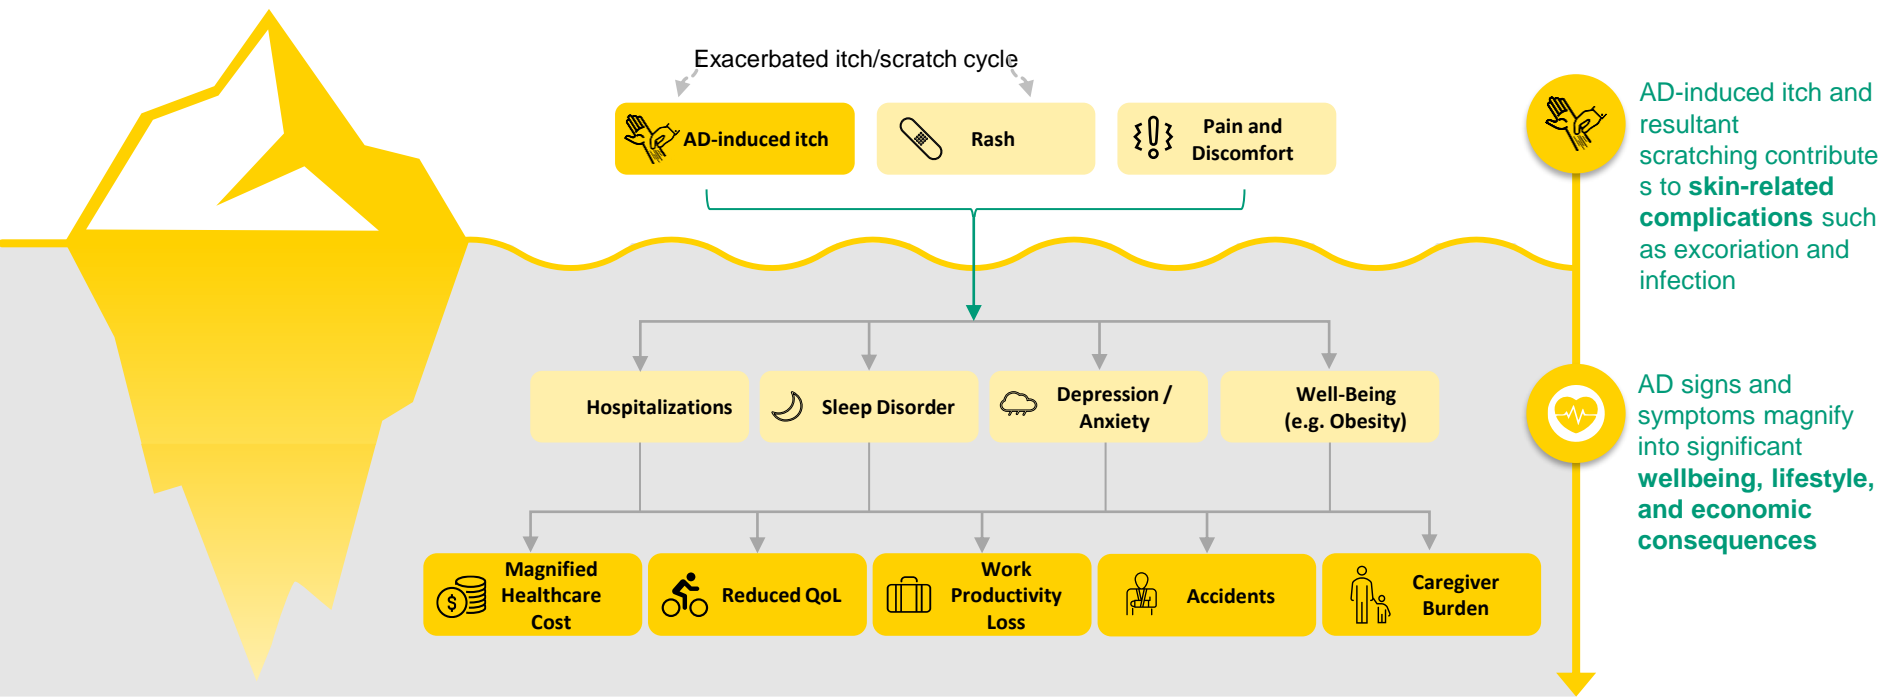 Exacerbated itch/scratch cycle
AD-induced itch
Rash
Pain and
Discomfort
AD-induced itch and
resultant
scratching contribute
s to skin-related
complications such
as excoriation and
infection
Hospitalizations
Sleep Disorder
Depression /
Anxiety
Well-Being
(e.g. Obesity)
AD signs and
symptoms magnify
into significant
wellbeing, lifestyle,
and economic
consequences
$
Magnified
Healthcare
Cost
Reduced QoL
Work
Productivity
Loss
Accidents
Caregiver
Burden